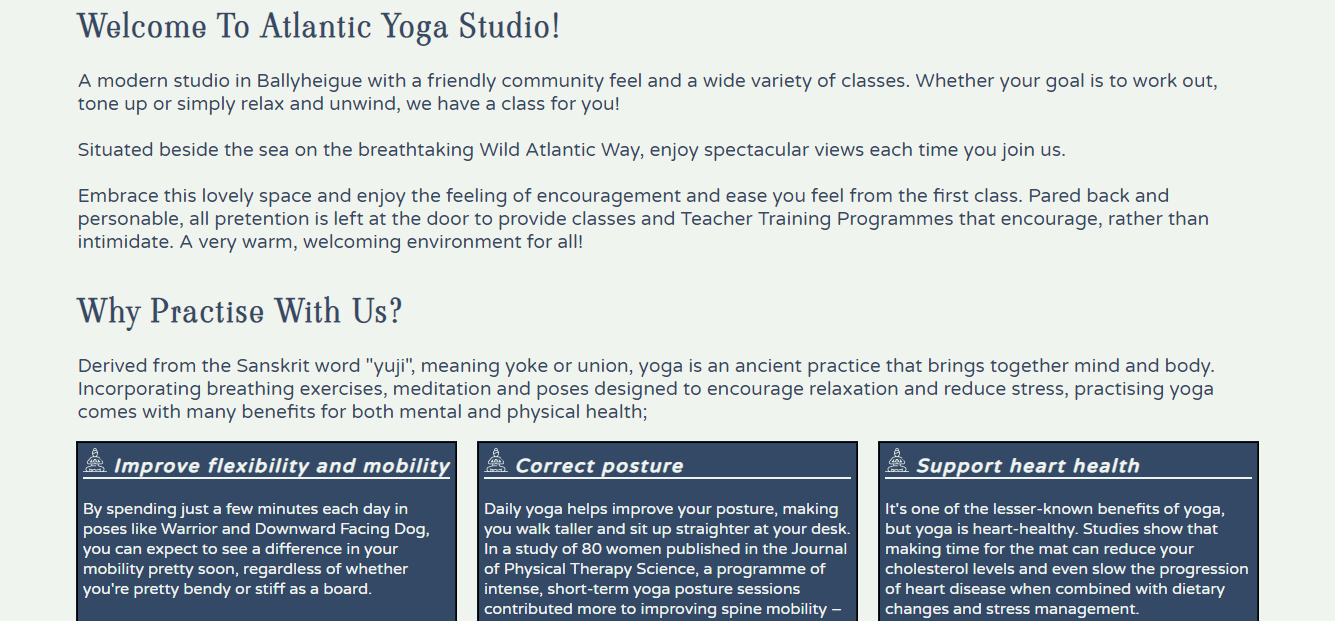 Welcome To Atlantic Yoga Studio!
A modern studio in Ballyheigue with a friendly community feel and a wide variety of classes. Whether your goal is to work out,
tone up or simply relax and unwind, we have a class for you!
Situated beside the sea on the breathtaking Wild Atlantic Way, enjoy spectacular views each time you join us.
Embrace this lovely space and enjoy the feeling of encouragement and ease you feel from the first class. Pared back and
personable, all pretention is left at the door to provide classes and Teacher Training Programmes that encourage, rather than
intimidate. A very warm, welcoming environment for all!
Why Practise With Us?
Derived from the Sanskrit word "yuji", meaning yoke or union, yoga is an ancient practice that brings together mind and body.
Incorporating breathing exercises, meditation and poses designed to encourage relaxation and reduce stress, practising yoga
comes with many benefits for both mental and physical health;
Improve flexibility and mobility
By spending just a few minutes each day in
poses like Warrior and Downward Facing Dog,
you can expect to see a difference in your
mobility pretty soon, regardless of whether
you're pretty bendy or stiff as a board.
Correct posture
Daily yoga helps improve your posture, making
you walk taller and sit up straighter at your desk.
In a study of 80 women published in the Journal
of Physical Therapy Science, a programme of
intense, short-term yoga posture sessions
contributed more to improving spine mobility –
Support heart health
It's one of the lesser-known benefits of yoga,
but yoga is heart-healthy. Studies show that
making time for the mat can reduce your
cholesterol levels and even slow the progression
of heart disease when combined with dietary
changes and stress management.